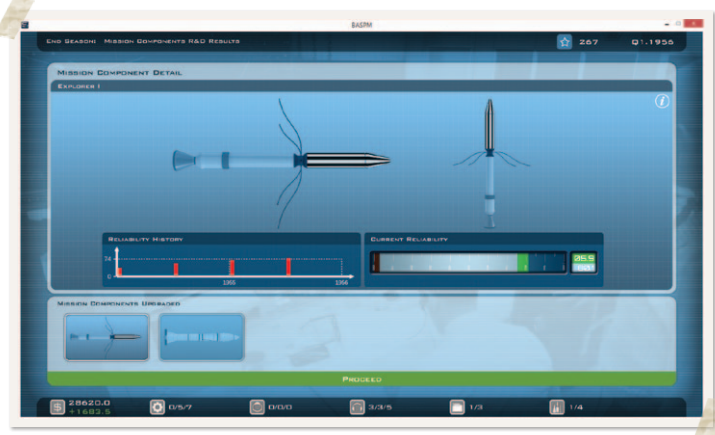 BASPM
END SEASON: MISSION COMPONENTS R&D RESULTS
267
Q1.1956
MISSION COMPONENT DETAIL
EXPLORER I
RELIABILITY HISTORY
24
0
1955
1956
CURRENT RELIABILITY
MISSION COMPONENTS UPGRADED
PROCEED
28620.0
+1683.5
0/5/7
0/0/0
3/3/5
1/3
1/4